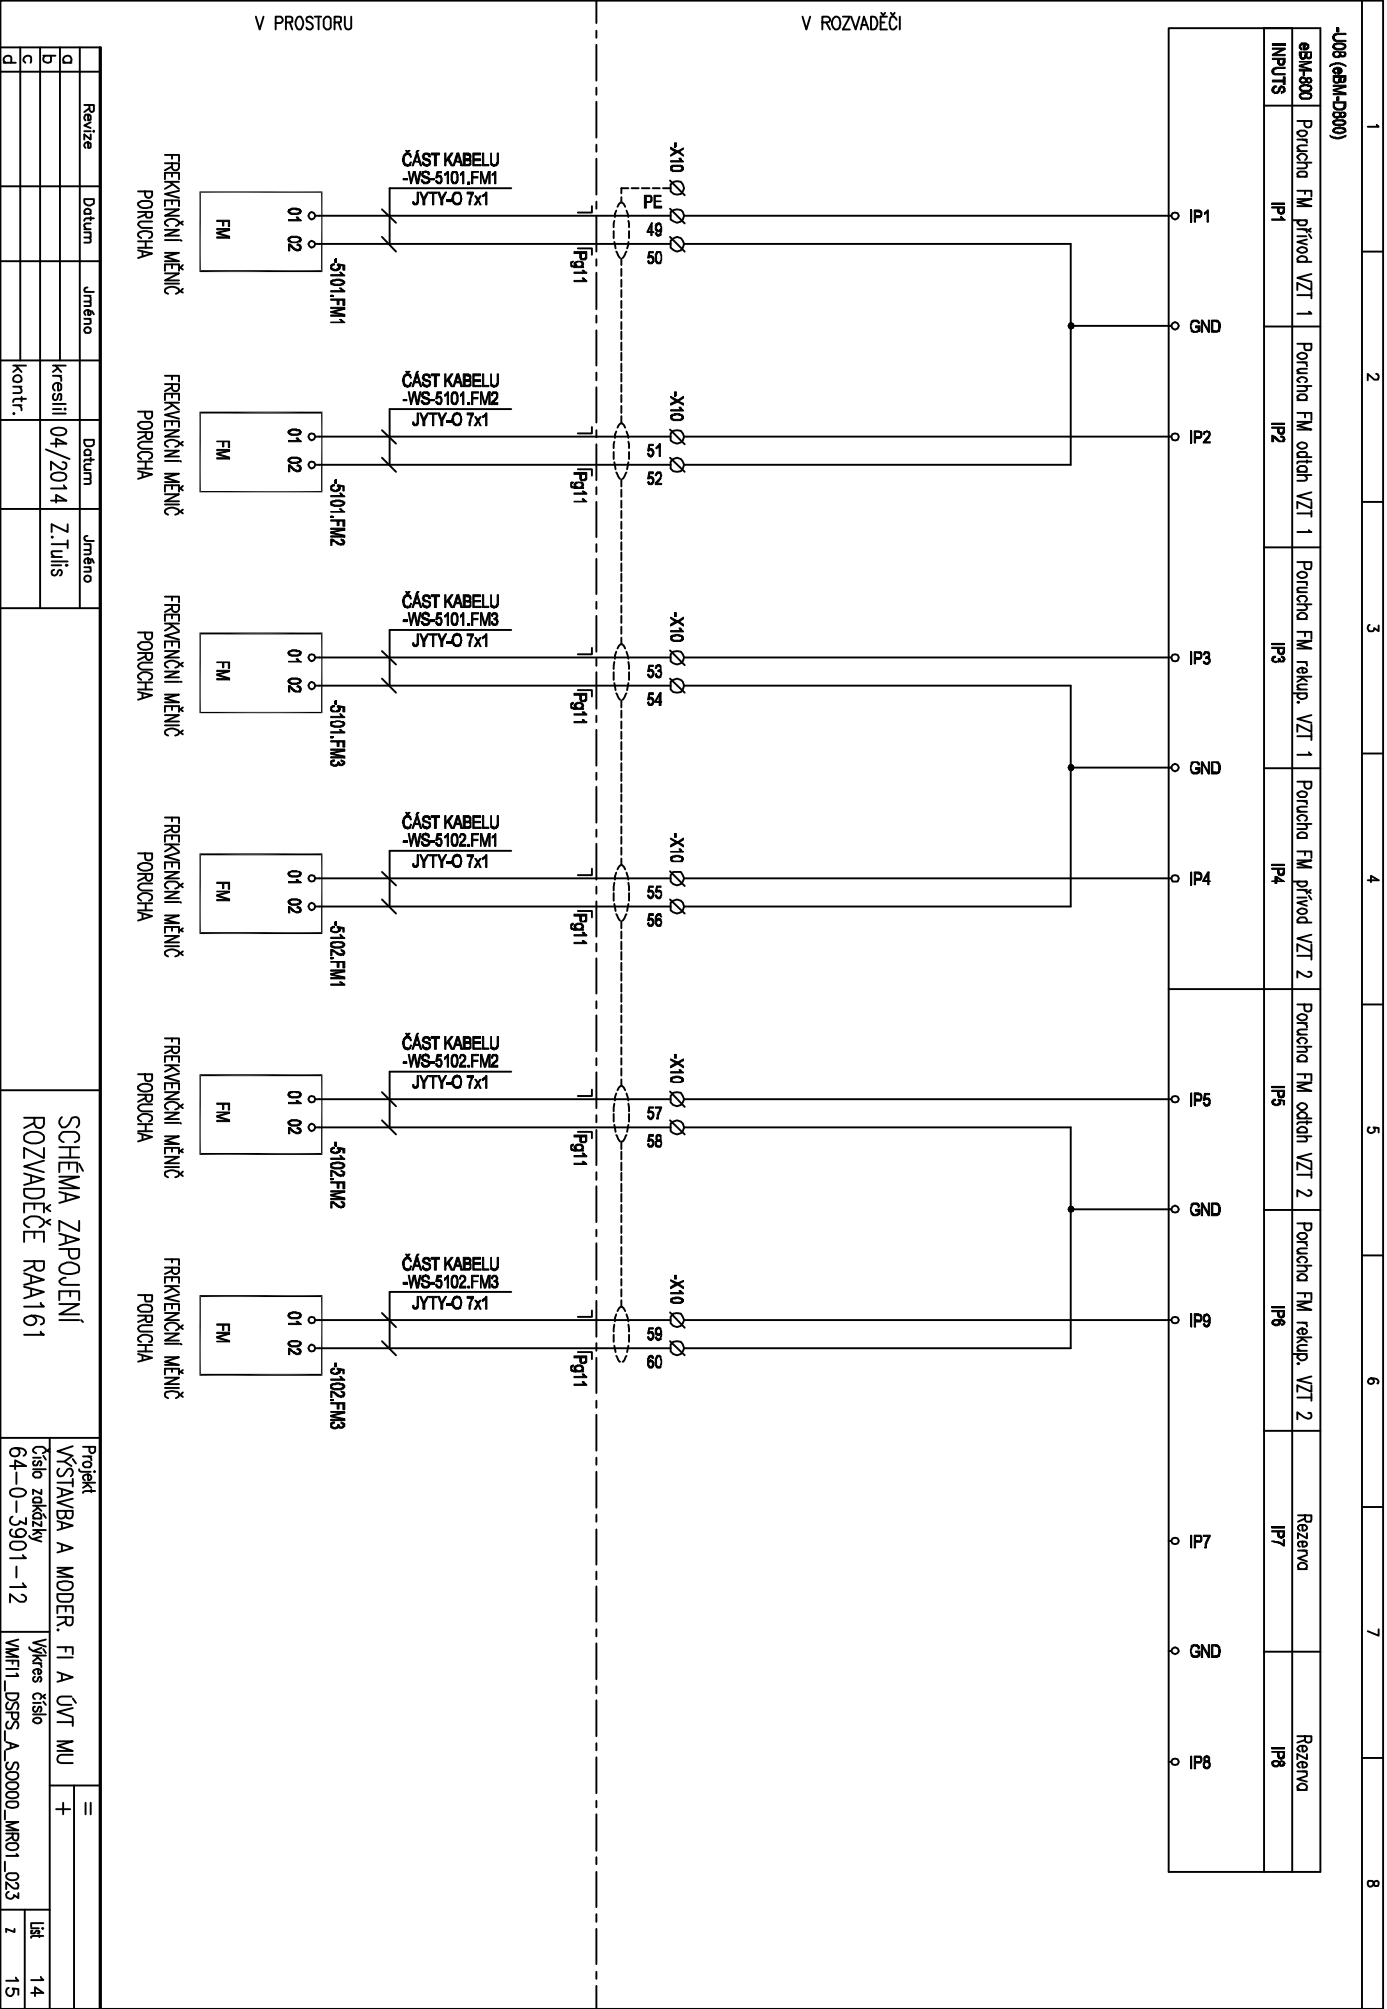 1 2 3 4 5 6 7 8
-U08 (eBM-D800)
eBM-800 Porucha FM přívod VZT 1 Porucha FM odtah VZT 1 Porucha FM rekup. VZT 1 Porucha FM přívod VZT 2 Porucha FM odtah VZT 2 Porucha FM rekup. VZT 2 Rezerva Rezerva
INPUTS IP1 IP2 IP3 IP4 IP5 IP6 IP7 IP8
IP1 GND IP2 IP3 GND IP4 IP5 GND IP9 IP7 GND IP8
V ROZVADĚČI
-X10 -X10 -X10 -X10 -X10 -X10
PE 49 50 51 52 53 54 55 56 57 58 59 60
Pg11 Pg11 Pg11 Pg11 Pg11 Pg11
V PROSTORU
ČÁST KABELU
-WS-5101.FM1
JYTY-O 7x1
ČÁST KABELU
-WS-5101.FM2
JYTY-O 7x1
ČÁST KABELU
-WS-5101.FM3
JYTY-O 7x1
ČÁST KABELU
-WS-5102.FM1
JYTY-O 7x1
ČÁST KABELU
-WS-5102.FM2
JYTY-O 7x1
ČÁST KABELU
-WS-5102.FM3
JYTY-O 7x1
-5101.FM1 -5101.FM2 -5101.FM3 -5102.FM1 -5102.FM2 -5102.FM3
01 02 01 02 01 02 01 02 01 02 01 02
FM FM FM FM FM FM
FREKVENČNÍ MĚNIČ
PORUCHA
FREKVENČNÍ MĚNIČ
PORUCHA
FREKVENČNÍ MĚNIČ
PORUCHA
FREKVENČNÍ MĚNIČ
PORUCHA
FREKVENČNÍ MĚNIČ
PORUCHA
FREKVENČNÍ MĚNIČ
PORUCHA
Revize Datum Jméno Datum Jméno
a
b kreslil 04/2014 Z.Tulis
c
d kontr.
SCHÉMA ZAPOJENÍ
ROZVADĚČE RAA161
Projekt
VÝSTAVBA A MODER. FI A ÚVT MU
Číslo zakázky
64-0-3901-12
Výkres číslo
VMFI1_DSPS_A_SO000_MR01_023
=
+
List 14
z 15